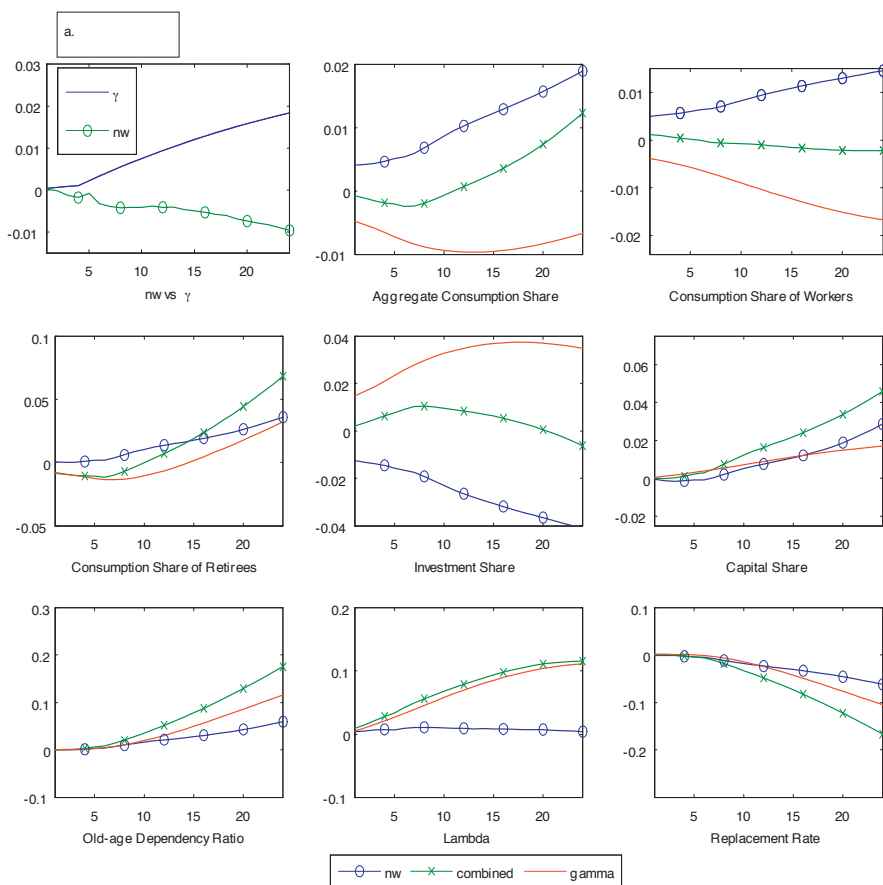 a.
0.03 0.02 0.01 0 -0.01
γ
nw
5 10 15 20
nw vs γ
0.02 0.01 0 -0.01
5 10 15 20
Aggregate Consumption Share
0.01 0 -0.01 -0.02
5 10 15 20
Consumption Share of Workers
0.1 0.05 0 -0.05
5 10 15 20
Consumption Share of Retirees
0.04 0.02 0 -0.02 -0.04
5 10 15 20
Investment Share
0.06 0.04 0.02 0 -0.02
5 10 15 20
Capital Share
0.3 0.2 0.1 0 -0.1
5 10 15 20
Old-age Dependency Ratio
0.2 0.1 0 -0.1
5 10 15 20
Lambda
0.1 0 -0.1 -0.2
5 10 15 20
Replacement Rate
nw combined gamma